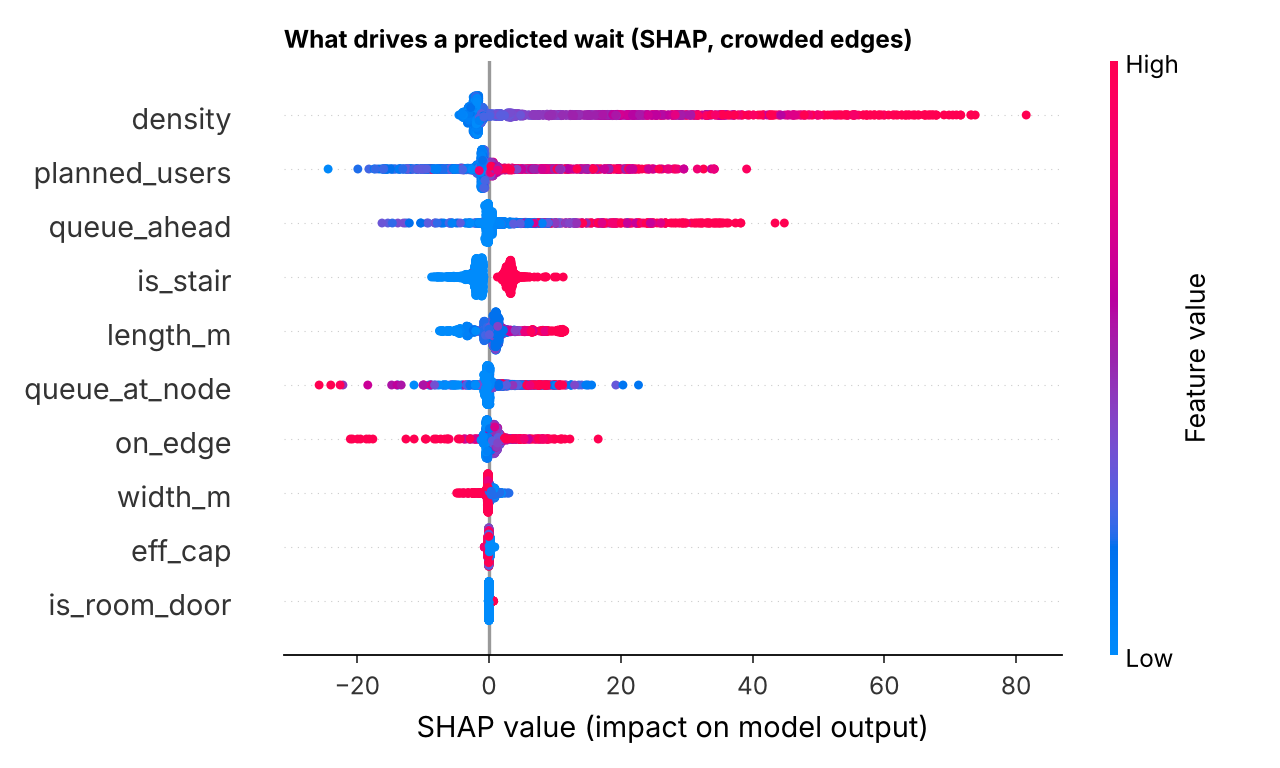 What drives a predicted wait (SHAP, crowded edges)
High
density
planned_users
queue_ahead
is_stair
length_m
queue_at_node
on_edge
width_m
eff_cap
is_room_door
Feature value
Low
−20 0 20 40 60 80
SHAP value (impact on model output)